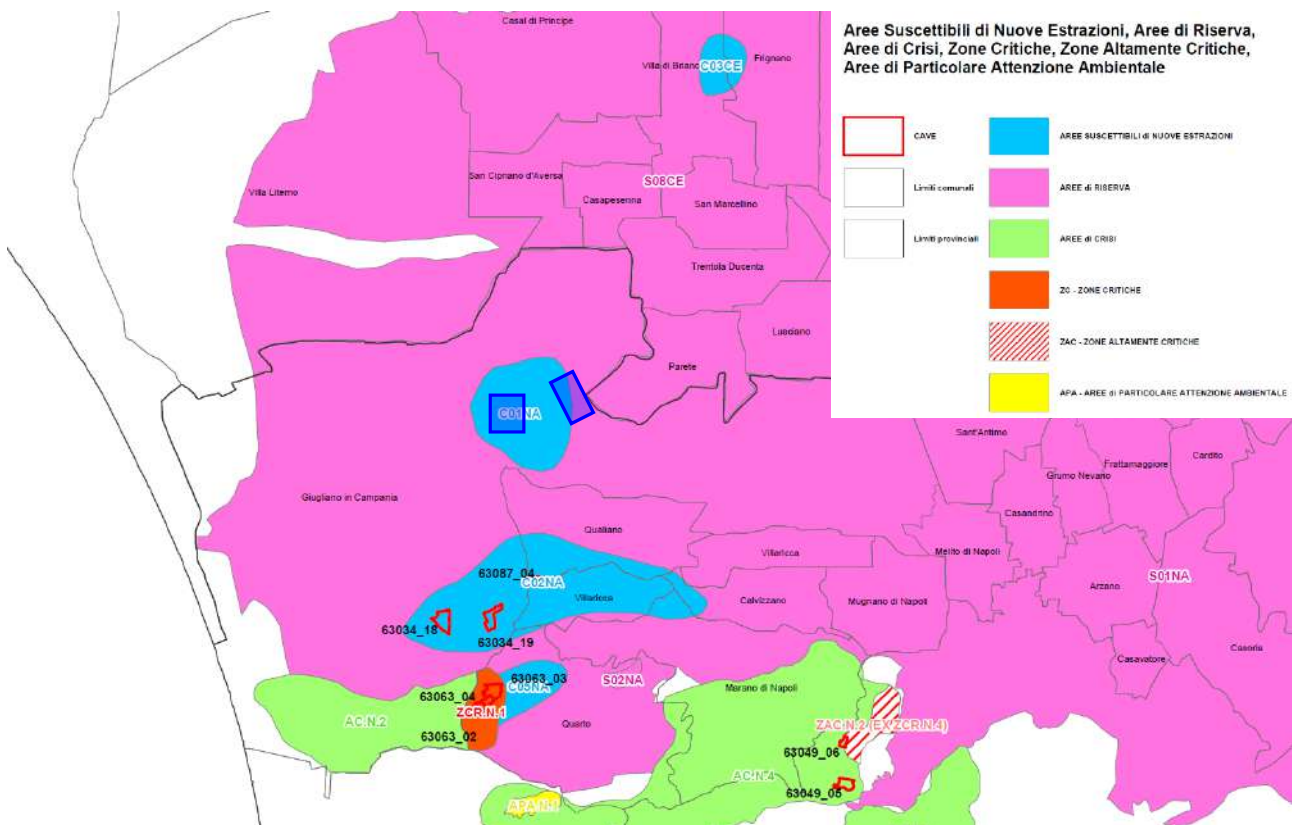 Aree Suscettibili di Nuove Estrazioni, Aree di Riserva,
Aree di Crisi, Zone Critiche, Zone Altamente Critiche,
Aree di Particolare Attenzione Ambientale
CAVE
AREE SUSCETTIBILI di NUOVE ESTRAZIONI
Limiti comunali
AREE di RISERVA
Limiti provinciali
AREE di CRISI
ZC - ZONE CRITICHE
ZAC - ZONE ALTAMENTE CRITICHE
APA - AREE di PARTICOLARE ATTENZIONE AMBIENTALE
Casal di Principe
Villa di Briano
C03CE
Frignano
San Cipriano d'Aversa
S08CE
Villa Literno
Casapesenna
San Marcellino
Trentola Ducenta
Lusciano
Parete
C01NA
Sant'Antimo
Cardito
Frattamaggiore
Grumo Nevano
Giugliano in Campania
Casandrino
Qualiano
Villaricca
Melito di Napoli
63087_04
C02NA
S01NA
Arzano
Villaricca
Calvizzano
Mugnano di Napoli
63034_18
63034_19
Casoria
Casavatore
63063_03
S02NA
C05NA
Marano di Napoli
63063_04
ZCR.N.1
AC.N.2
Quarto
ZAC.N.2 (EX ZCR.N.4)
63063_02
63049_06
AC.N.4
63049_05
APA.N.1